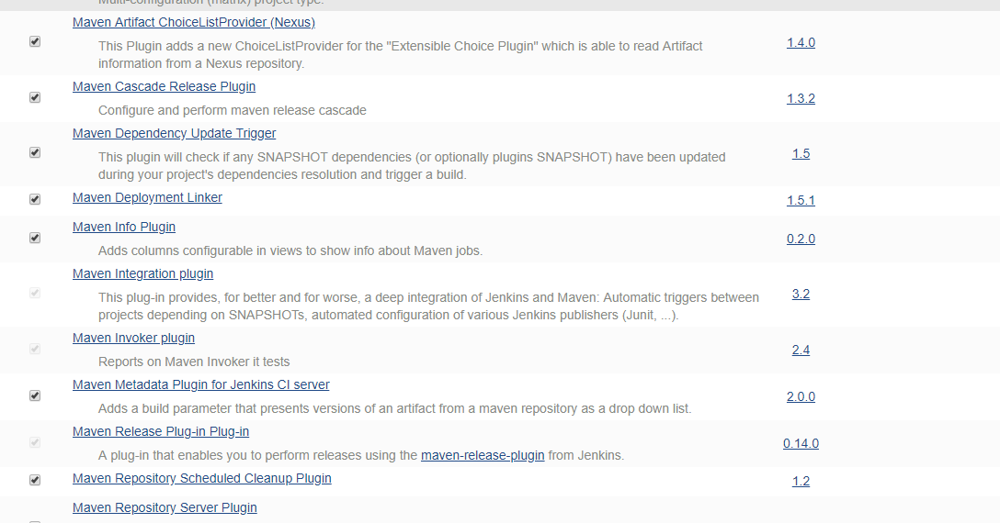 Multi-configuration (matrix) project type.
Maven Artifact ChoiceListProvider (Nexus)
This Plugin adds a new ChoiceListProvider for the "Extensible Choice Plugin" which is able to read Artifact
information from a Nexus repository.
1.4.0
Maven Cascade Release Plugin
Configure and perform maven release cascade
1.3.2
Maven Dependency Update Trigger
This plugin will check if any SNAPSHOT dependencies (or optionally plugins SNAPSHOT) have been updated
during your project's dependencies resolution and trigger a build.
1.5
Maven Deployment Linker
1.5.1
Maven Info Plugin
Adds columns configurable in views to show info about Maven jobs.
0.2.0
Maven Integration plugin
This plug-in provides, for better and for worse, a deep integration of Jenkins and Maven: Automatic triggers between
projects depending on SNAPSHOTs, automated configuration of various Jenkins publishers (Junit, ...).
3.2
Maven Invoker plugin
Reports on Maven Invoker it tests
2.4
Maven Metadata Plugin for Jenkins CI server
Adds a build parameter that presents versions of an artifact from a maven repository as a drop down list.
2.0.0
Maven Release Plug-in Plug-in
A plug-in that enables you to perform releases using the maven-release-plugin from Jenkins.
0.14.0
Maven Repository Scheduled Cleanup Plugin
1.2
Maven Repository Server Plugin